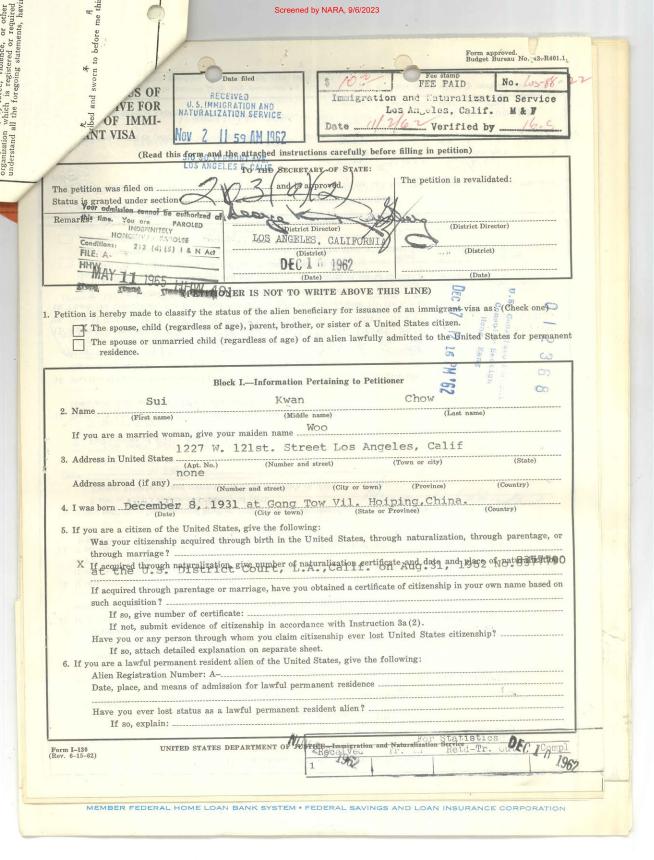 Screened by NARA, 9/6/2023
Form approved.
Budget Bureau No. 43-R401.1
Date filed
RECEIVED
U.S. IMMIGRATION AND
NATURALIZATION SERVICE
Nov 2 11 59 AM 1962
LOS ANGELES CALIF.
$ 10
Fee stamp
FEE PAID
No. Los-86-22
Immigration and Naturalization Service
Los Angeles, Calif. M & F
Date 11/2/62 Verified by
US OF
IVE FOR
OF IMMI-
NT VISA
organization which is registered or required
understand all the foregoing statements, havi
bed and sworn to before me this
(Read this form and the attached instructions carefully before filling in petition)
TO THE SECRETARY OF STATE:
The petition was filed on and is approved.
Status is granted under section 203(a)(2)
Remarks:
Your admission cannot be authorized at
this time. You are PAROLED
INDEFINITELY
Conditions: 212 (d)(5) I & N Act
FILE: A-
HHW
MAY 11 1965 HHW 401
(District Director)
LOS ANGELES, CALIFORNIA
(District)
DEC 18 1962
(Date)
The petition is revalidated:
(District Director)
(District)
(Date)
(PETITIONER IS NOT TO WRITE ABOVE THIS LINE)
DEC 27 PM '62
012368
1. Petition is hereby made to classify the status of the alien beneficiary for issuance of an immigrant visa as: (Check one)
X The spouse, child (regardless of age), parent, brother, or sister of a United States citizen.
The spouse or unmarried child (regardless of age) of an alien lawfully admitted to the United States for permanent
residence.
Block I.—Information Pertaining to Petitioner
Sui Kwan Chow
2. Name
(First name) (Middle name) (Last name)
If you are a married woman, give your maiden name Woo
1227 W. 121st. Street Los Angeles, Calif
3. Address in United States
(Apt. No.) (Number and street) (Town or city) (State)
none
Address abroad (if any)
(Number and street) (City or town) (Province) (Country)
4. I was born December 8, 1931 at Gong Tow Vil. Hoiping,China.
(Date) (City or town) (State or Province) (Country)
5. If you are a citizen of the United States, give the following:
Was your citizenship acquired through birth in the United States, through naturalization, through parentage, or
through marriage?
X If acquired through naturalization, give number of naturalization certificate and date and place of naturalization
at the U.S. District Court, L.A.,Calif. on Aug.31, 1962 No.
If acquired through parentage or marriage, have you obtained a certificate of citizenship in your own name based on
such acquisition?
If so, give number of certificate:
If not, submit evidence of citizenship in accordance with Instruction 3a(2).
Have you or any person through whom you claim citizenship ever lost United States citizenship?
If so, attach detailed explanation on separate sheet.
6. If you are a lawful permanent resident alien of the United States, give the following:
Alien Registration Number: A-
Date, place, and means of admission for lawful permanent residence
Have you ever lost status as a lawful permanent resident alien?
If so, explain:
Form I-130
(Rev. 6-15-62)
UNITED STATES DEPARTMENT OF JUSTICE—Immigration and Naturalization Service
For Statistics
Received Compl
1
1962
DEC 18 1962
MEMBER FEDERAL HOME LOAN BANK SYSTEM • FEDERAL SAVINGS AND LOAN INSURANCE CORPORATION